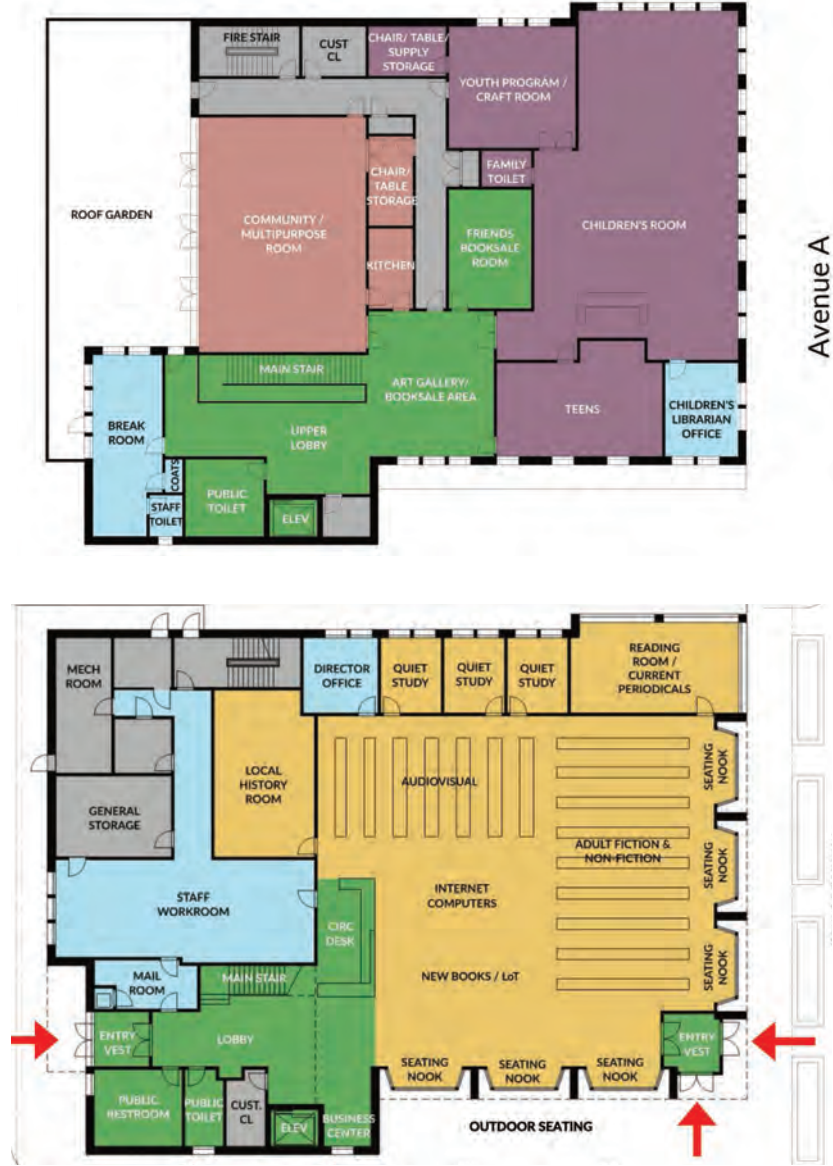 FIRE STAIR
CUST
CL
CHAIR/ TABLE/
SUPPLY
STORAGE
YOUTH PROGRAM /
CRAFT ROOM
ROOF GARDEN
COMMUNITY /
MULTIPURPOSE
ROOM
CHAIR/
TABLE
STORAGE
FAMILY
TOILET
CHILDREN'S ROOM
FRIENDS
BOOKSALE
ROOM
KITCHEN
Avenue A
MAIN STAIR
ART GALLERY/
BOOKSALE AREA
BREAK
ROOM
UPPER
LOBBY
TEENS
CHILDREN'S
LIBRARIAN
OFFICE
COATS
STAFF
TOILET
PUBLIC
TOILET
ELEV
MECH
ROOM
DIRECTOR
OFFICE
QUIET
STUDY
QUIET
STUDY
QUIET
STUDY
READING
ROOM /
CURRENT
PERIODICALS
LOCAL
HISTORY
ROOM
AUDIOVISUAL
SEATING
NOOK
GENERAL
STORAGE
ADULT FICTION &
NON-FICTION
SEATING
NOOK
STAFF
WORKROOM
INTERNET
COMPUTERS
CIRC
DESK
NEW BOOKS / LoT
SEATING
NOOK
MAIL
ROOM
MAIN STAIR
ENTRY
VEST
LOBBY
ENTRY
VEST
SEATING
NOOK
SEATING
NOOK
SEATING
NOOK
PUBLIC
RESTROOM
PUBLIC
TOILET
CUST.
CL
ELEV
BUSINESS
CENTER
OUTDOOR SEATING